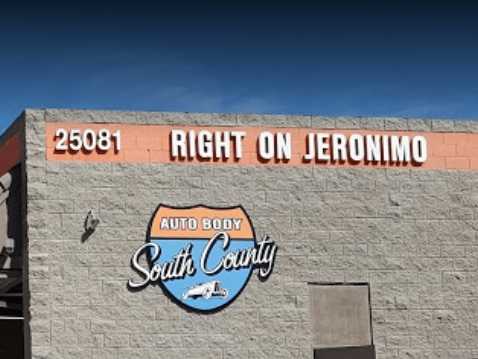 25081 RIGHT ON JERONIMO
AUTO BODY
South County